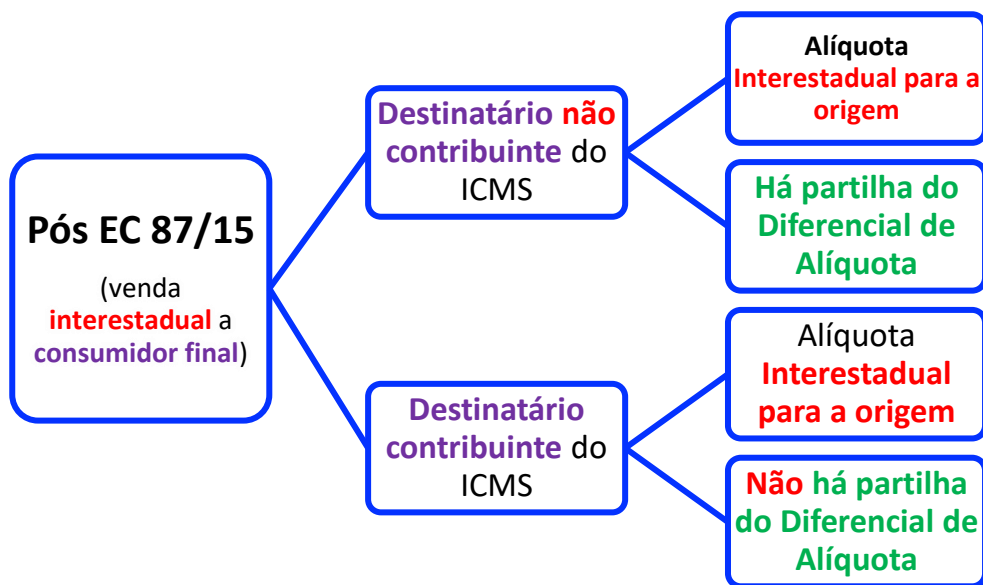 Pós EC 87/15
(venda
interestadual a
consumidor final)
Destinatário não
contribuinte do
ICMS
Alíquota
Interestadual para a
origem
Há partilha do
Diferencial de
Alíquota
Destinatário
contribuinte do
ICMS
Alíquota
Interestadual
para a origem
Não há partilha
do Diferencial de
Alíquota